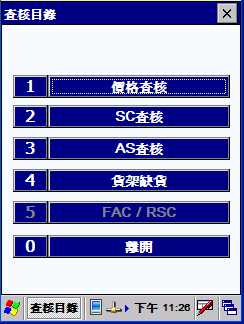 查核目錄
1 價格查核
2 SC查核
3 AS查核
4 貨架缺貨
5 FAC / RSC
0 離開
查核目錄 下午 11:26